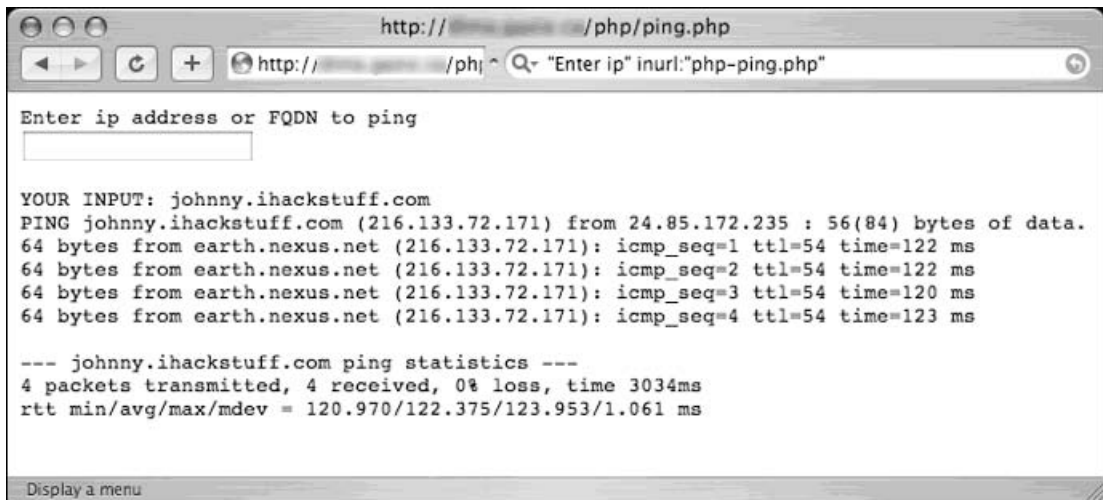 http:// /php/ping.php
http:// /ph "Enter ip" inurl:"php-ping.php"
Enter ip address or FQDN to ping
YOUR INPUT: johnny.ihackstuff.com
PING johnny.ihackstuff.com (216.133.72.171) from 24.85.172.235 : 56(84) bytes of data.
64 bytes from earth.nexus.net (216.133.72.171): icmp_seq=1 ttl=54 time=122 ms
64 bytes from earth.nexus.net (216.133.72.171): icmp_seq=2 ttl=54 time=122 ms
64 bytes from earth.nexus.net (216.133.72.171): icmp_seq=3 ttl=54 time=120 ms
64 bytes from earth.nexus.net (216.133.72.171): icmp_seq=4 ttl=54 time=123 ms
--- johnny.ihackstuff.com ping statistics ---
4 packets transmitted, 4 received, 0% loss, time 3034ms
rtt min/avg/max/mdev = 120.970/122.375/123.953/1.061 ms
Display a menu